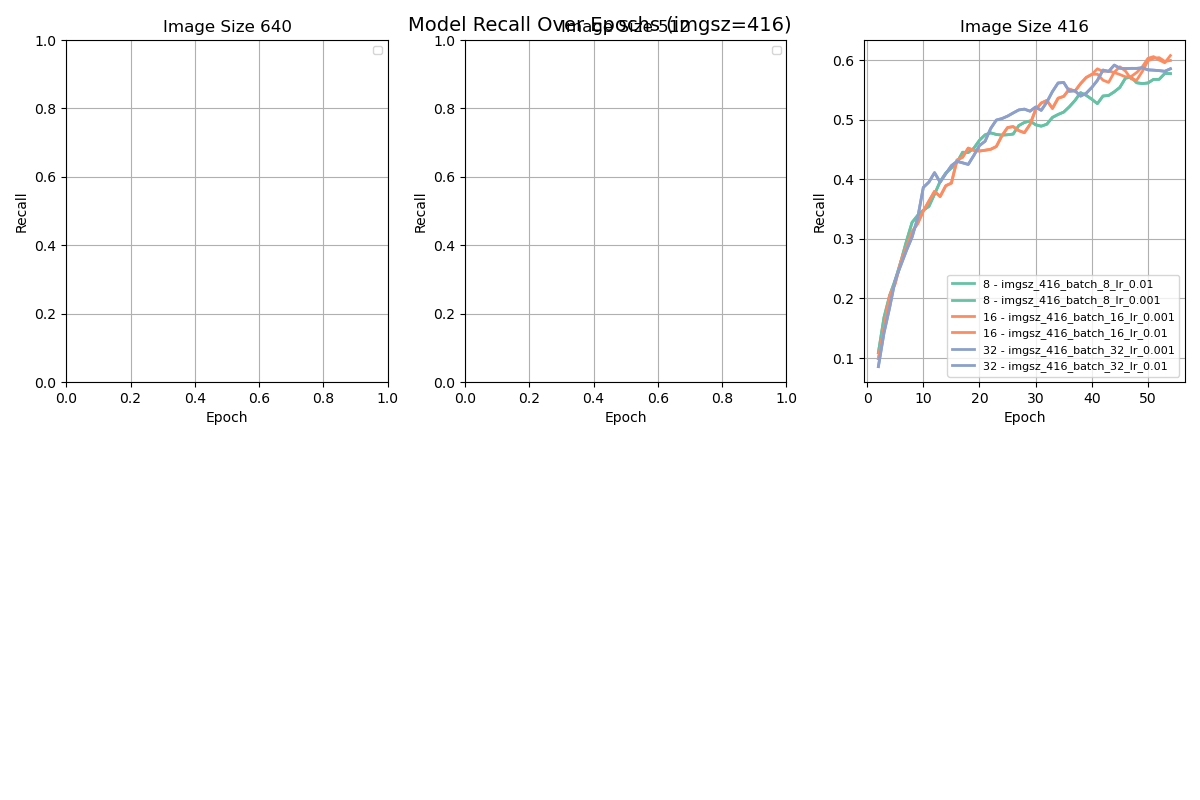 Model Recall Over Epochs (imgsz=416)
Image Size 640
Image Size 512
Image Size 416
1.0
0.8
0.6
0.4
0.2
0.0
Recall
0.0 0.2 0.4 0.6 0.8 1.0
Epoch
1.0
0.8
0.6
0.4
0.2
0.0
Recall
0.0 0.2 0.4 0.6 0.8 1.0
Epoch
0.6
0.5
0.4
0.3
0.2
0.1
Recall
8 - imgsz_416_batch_8_lr_0.01
8 - imgsz_416_batch_8_lr_0.001
16 - imgsz_416_batch_16_lr_0.001
16 - imgsz_416_batch_16_lr_0.01
32 - imgsz_416_batch_32_lr_0.001
32 - imgsz_416_batch_32_lr_0.01
0 10 20 30 40 50
Epoch